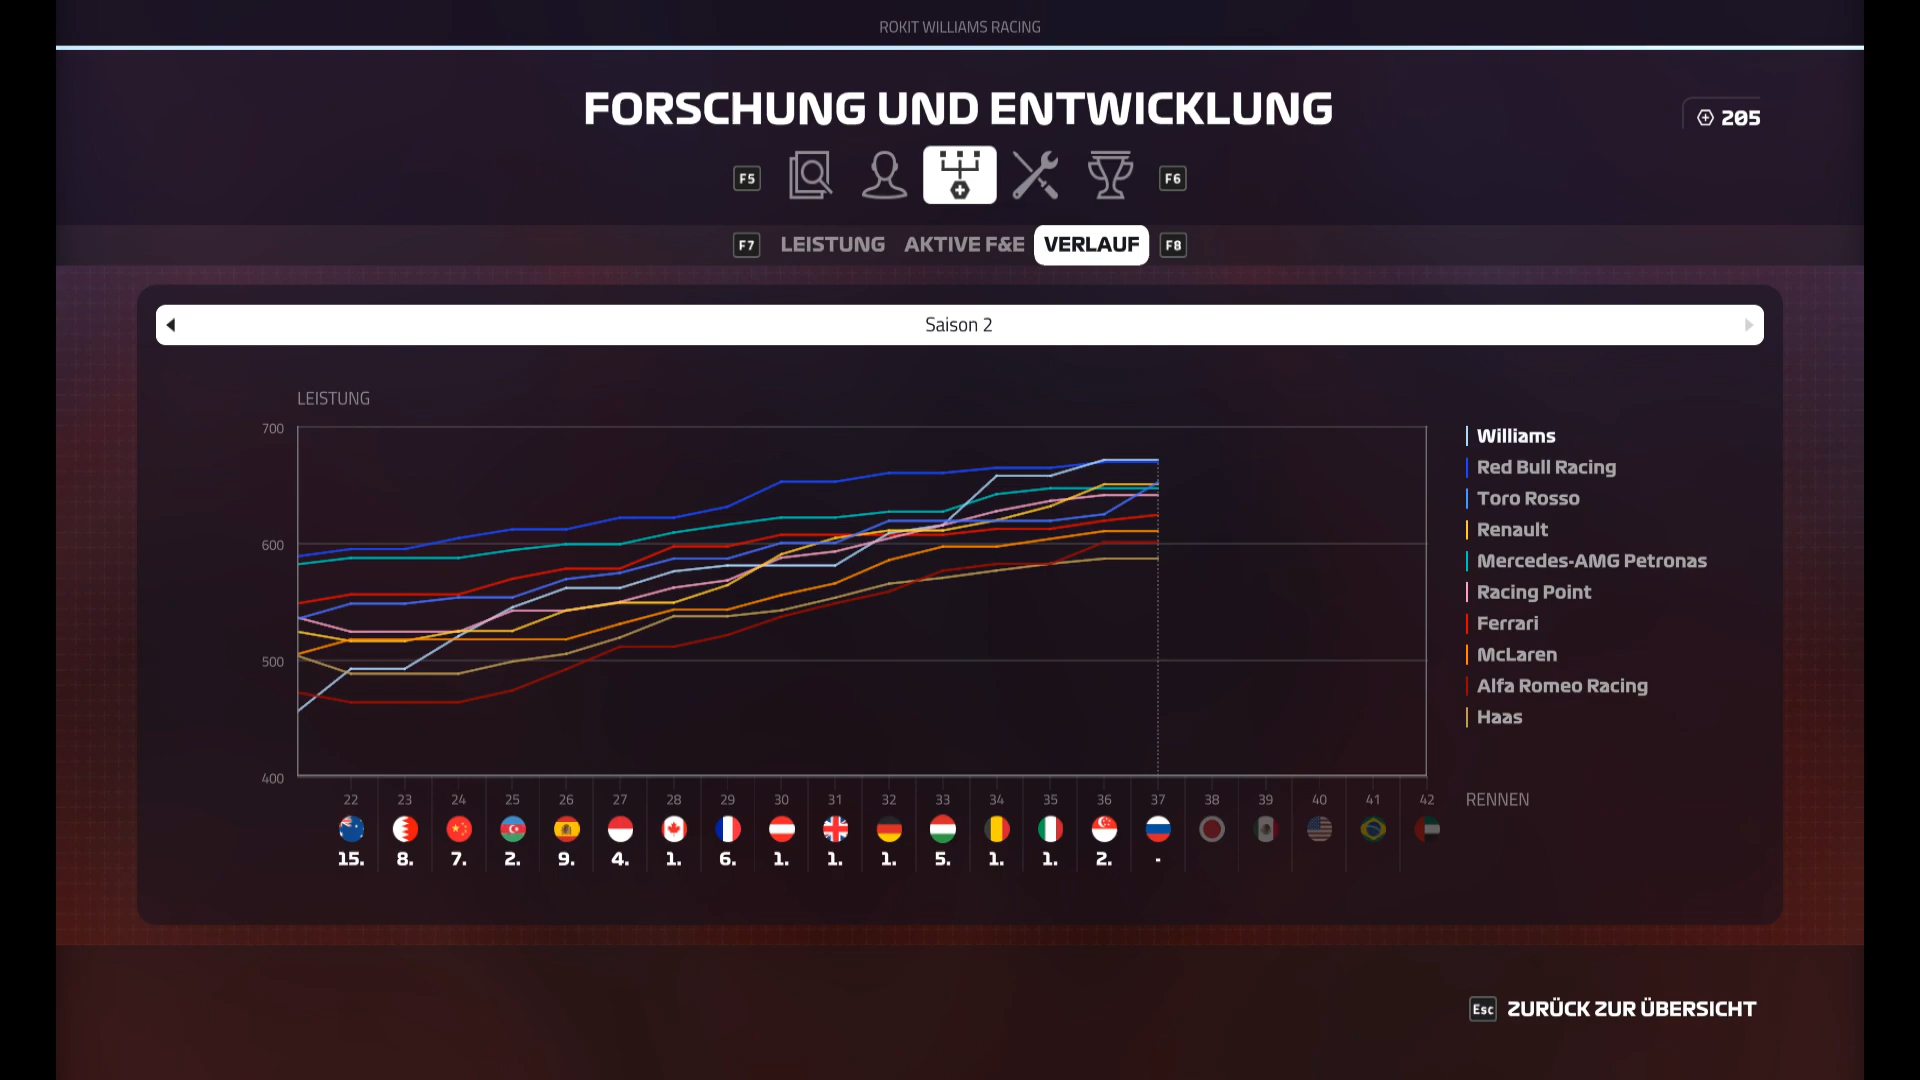 ROKIT WILLIAMS RACING
FORSCHUNG UND ENTWICKLUNG
205
F5 F6
F7 LEISTUNG AKTIVE F&E VERLAUF F8
Saison 2
LEISTUNG
700
600
500
400
Williams
Red Bull Racing
Toro Rosso
Renault
Mercedes-AMG Petronas
Racing Point
Ferrari
McLaren
Alfa Romeo Racing
Haas
22 23 24 25 26 27 28 29 30 31 32 33 34 35 36 37 38 39 40 41 42 RENNEN
15. 8. 7. 2. 9. 4. 1. 6. 1. 1. 1. 5. 1. 1. 2. -
Esc ZURÜCK ZUR ÜBERSICHT